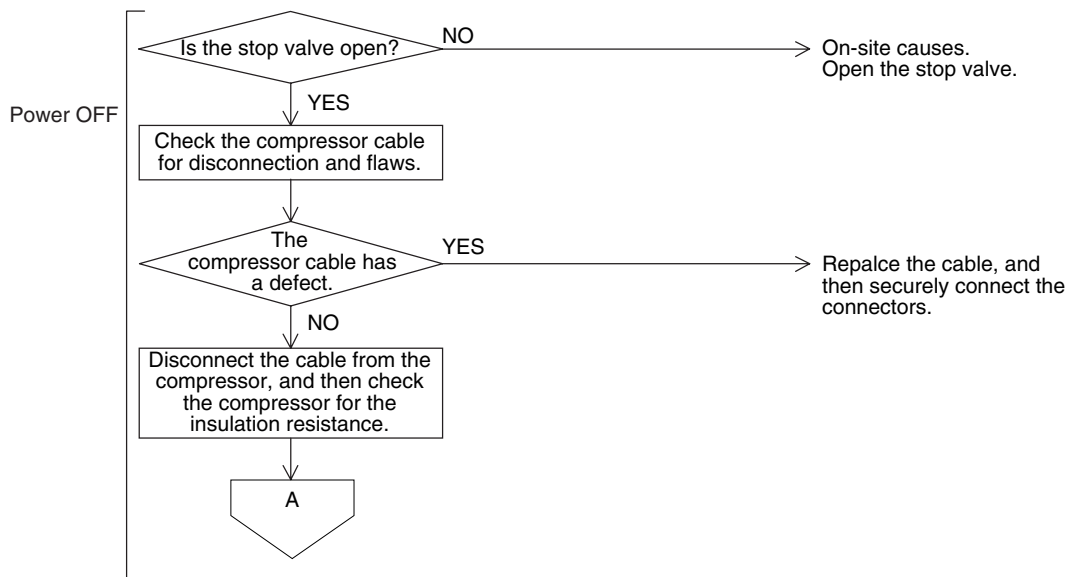 Is the stop valve open?
NO
On-site causes.
Open the stop valve.
YES
Power OFF
Check the compressor cable
for disconnection and flaws.
The
compressor cable has
a defect.
YES
Repalce the cable, and
then securely connect the
connectors.
NO
Disconnect the cable from the
compressor, and then check
the compressor for the
insulation resistance.
A